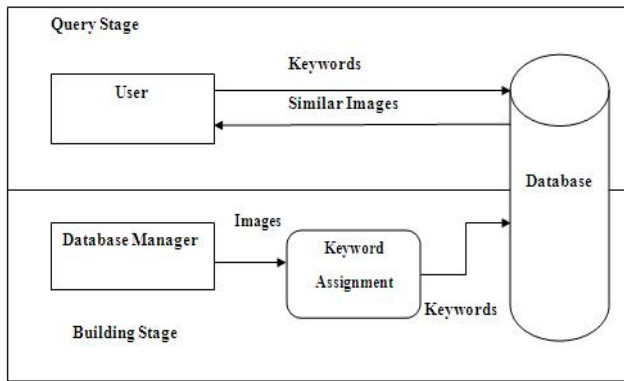 Query Stage
Keywords
User
Similar Images
Database
Images
Database Manager
Keyword
Assignment
Keywords
Building Stage